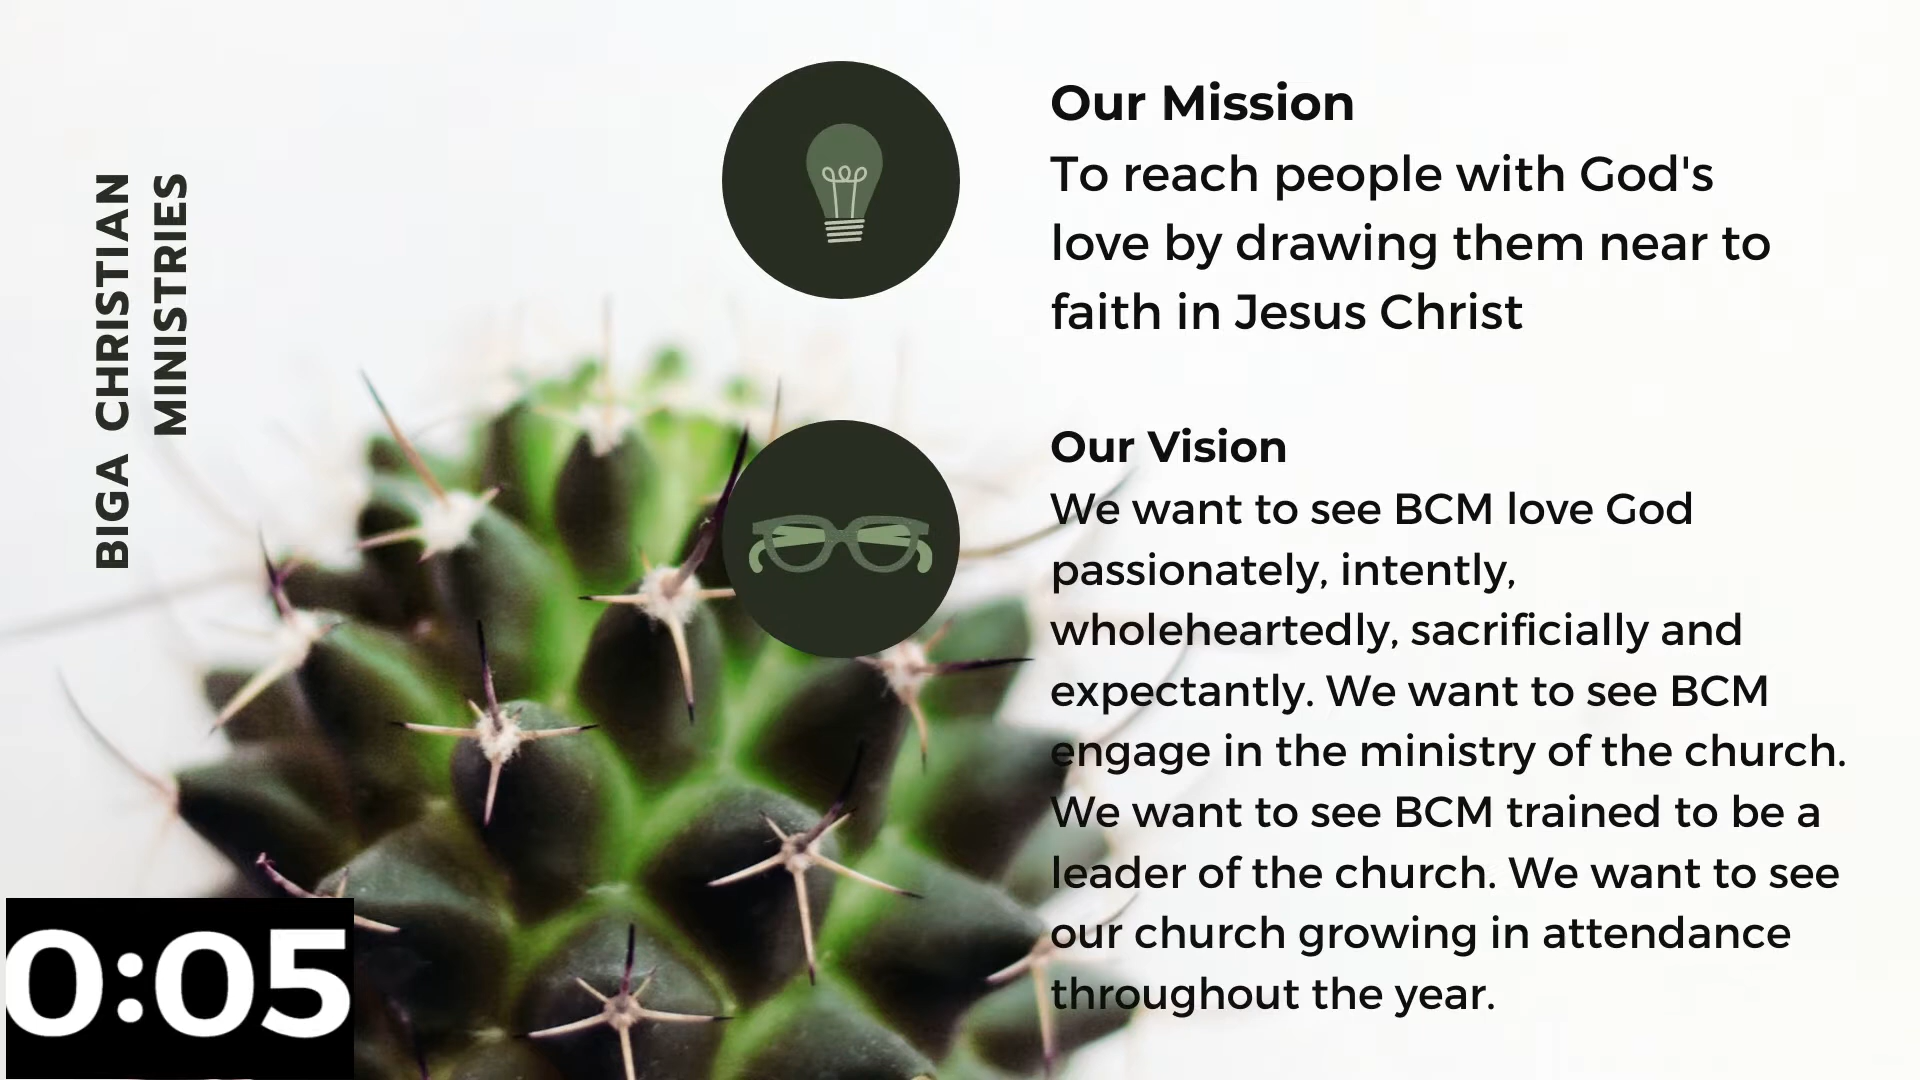 BIGA CHRISTIAN
MINISTRIES
Our Mission
To reach people with God's
love by drawing them near to
faith in Jesus Christ
Our Vision
We want to see BCM love God
passionately, intently,
wholeheartedly, sacrificially and
expectantly. We want to see BCM
engage in the ministry of the church.
We want to see BCM trained to be a
leader of the church. We want to see
our church growing in attendance
throughout the year.
0:05